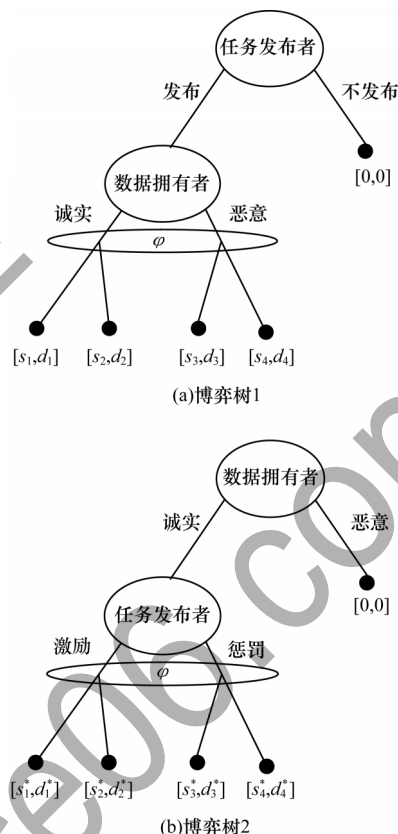 任务发布者
发布
不发布
[0,0]
数据拥有者
诚实
恶意
φ
[s₁,d₁] [s₂,d₂] [s₃,d₃] [s₄,d₄]
(a)博弈树1
数据拥有者
诚实
恶意
[0,0]
任务发布者
激励
惩罚
φ
[s₁*,d₁*] [s₂*,d₂*] [s₃*,d₃*] [s₄*,d₄*]
(b)博弈树2